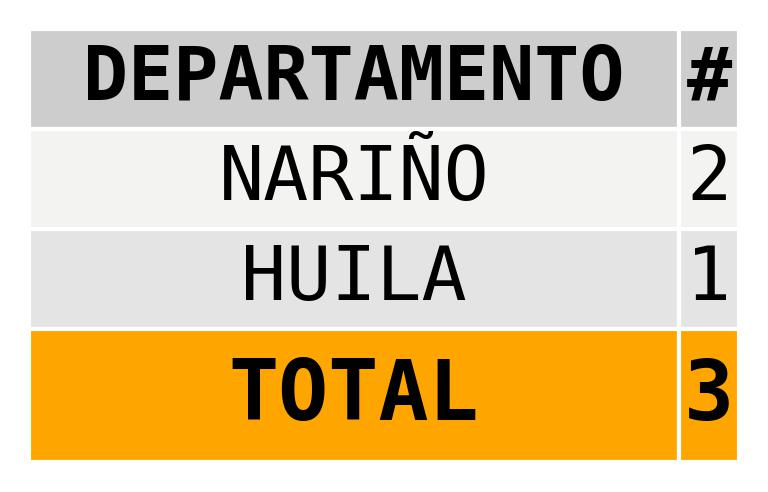 DEPARTAMENTO #
NARIÑO 2
HUILA 1
TOTAL 3